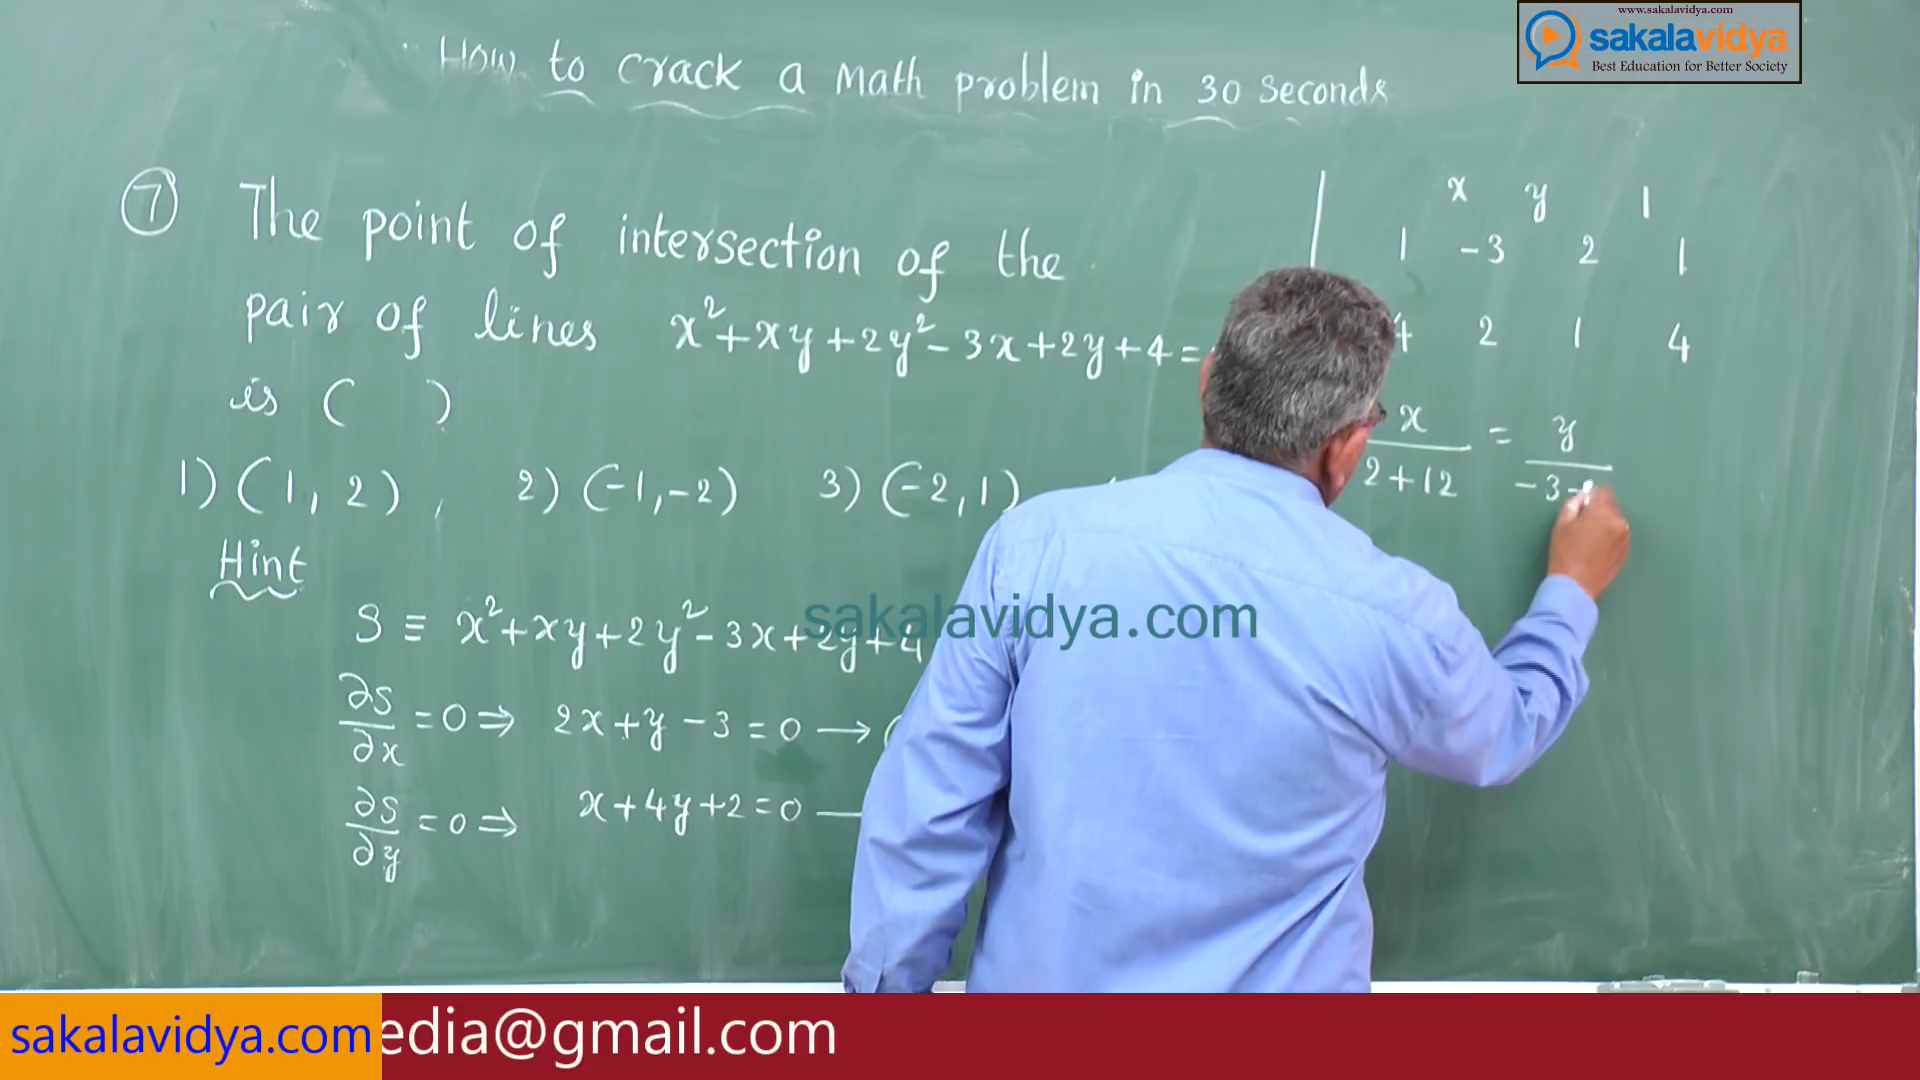 www.sakalavidya.com
sakalavidya
Best Education for Better Society
How to crack a Math problem in 30 seconds
⑦ The point of intersection of the
pair of lines x²+xy+2y²-3x+2y+4=
is ( )
1) (1, 2), 2) (-1,-2) 3) (-2,1)
Hint
S ≡ x²+xy+2y²-3x+2y+4
∂S/∂x =0 ⇒ 2x+y-3=0 → (
∂S/∂y =0 ⇒ x+4y+2=0 —
x y 1
1 -3 2 1
4 2 1 4
x/(2+12) = y/(-3-
sakalavidya.com
sakalavidya.com
edia@gmail.com